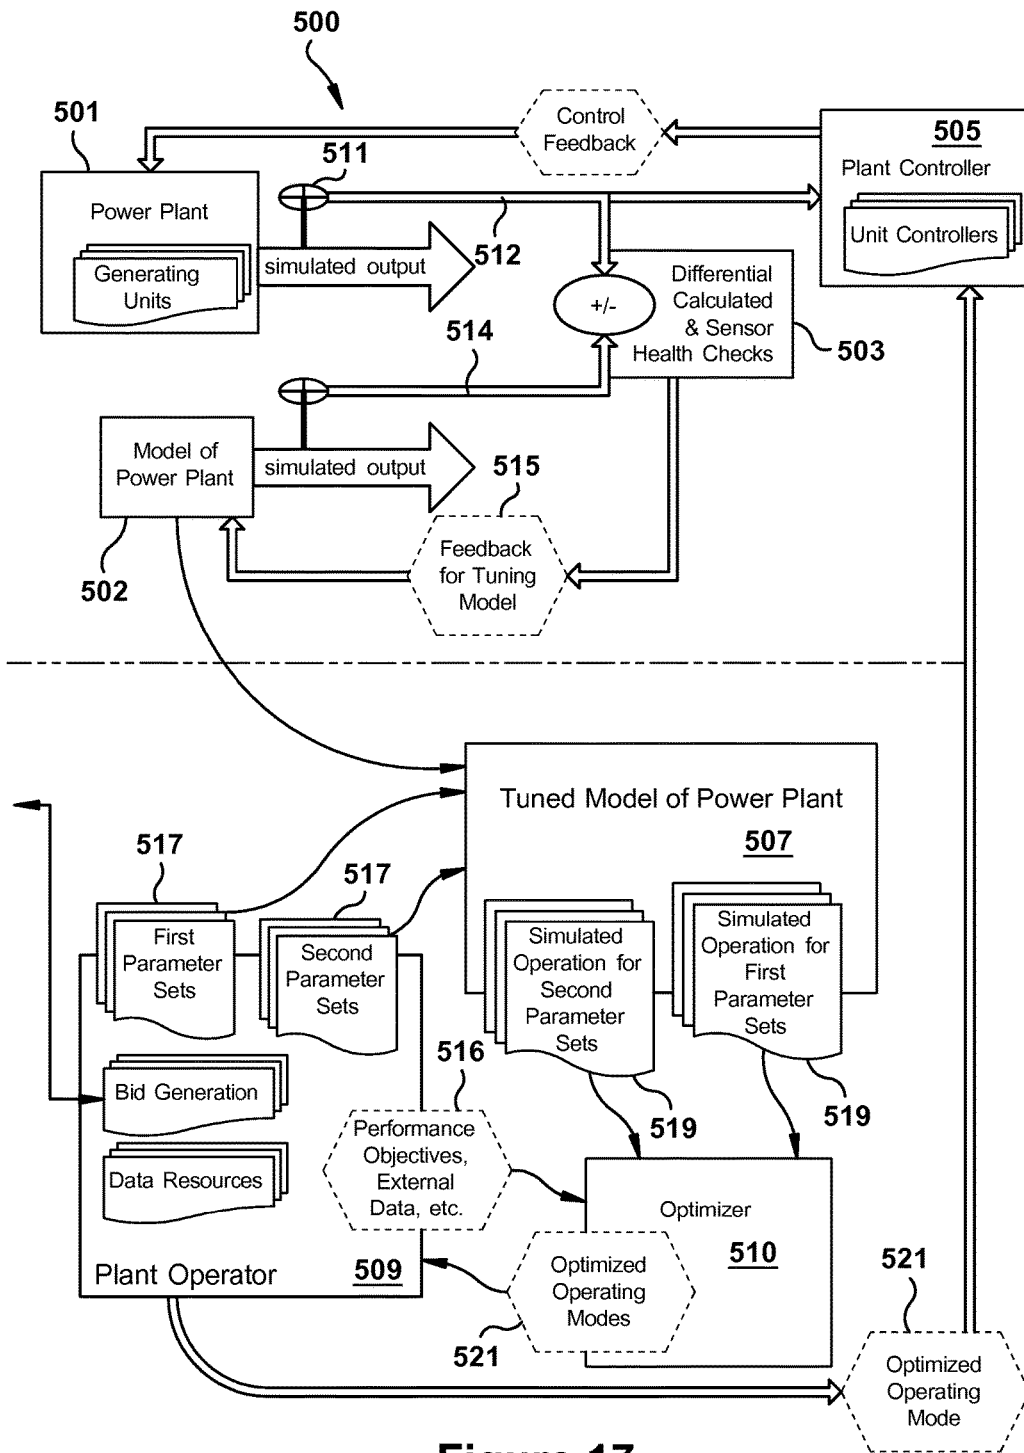 500
501
Control
Feedback
505
Plant Controller
Unit Controllers
511
512
Power Plant
Generating
Units
simulated output
Differential
Calculated
& Sensor
Health Checks
+/-
503
514
Model of
Power Plant
simulated output
502
515
Feedback
for Tuning
Model
Tuned Model of Power Plant
507
517
First
Parameter
Sets
517
Second
Parameter
Sets
Simulated
Operation for
Second
Parameter
Sets
Simulated
Operation for
First
Parameter
Sets
519
519
Bid Generation
Data Resources
516
Performance
Objectives,
External
Data, etc.
Plant Operator
509
Optimizer
510
Optimized
Operating
Modes
521
521
Optimized
Operating
Mode
Figure 17